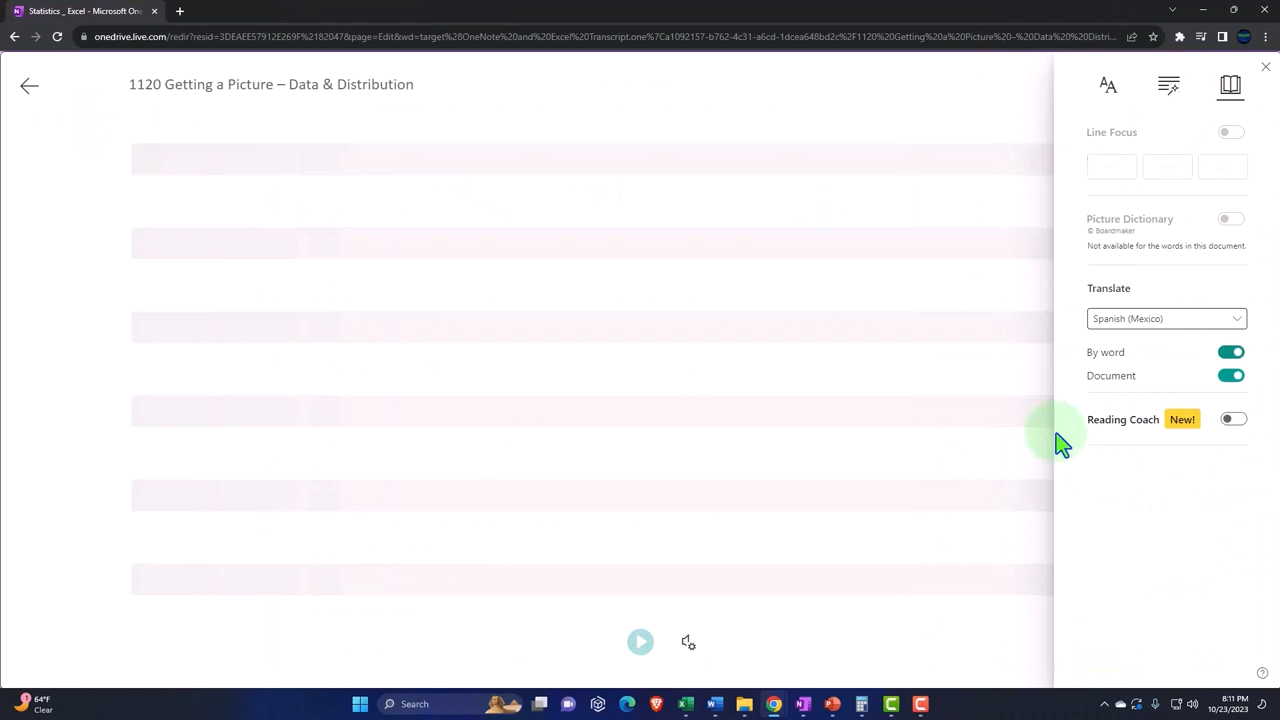 Statistics _Excel - Microsoft One
onedrive.live.com/redir?resid=3DEAEE57912E269F%2182047&page=Edit&wd=target%28OneNote%20and%20Excel%20Transcript.one%7Ca1092157-b762-4c31-a6cd-1dcea648bd2c%2F1120%20Getting%20a%20Picture%20–%20Data%20%20Distri...
1120 Getting a Picture – Data & Distribution
Line Focus
Picture Dictionary
© Boardmaker
Not available for the words in this document.
Translate
Spanish (Mexico)
By word
Document
Reading Coach New!
64°F
Clear
Search
8:11 PM
10/23/2023